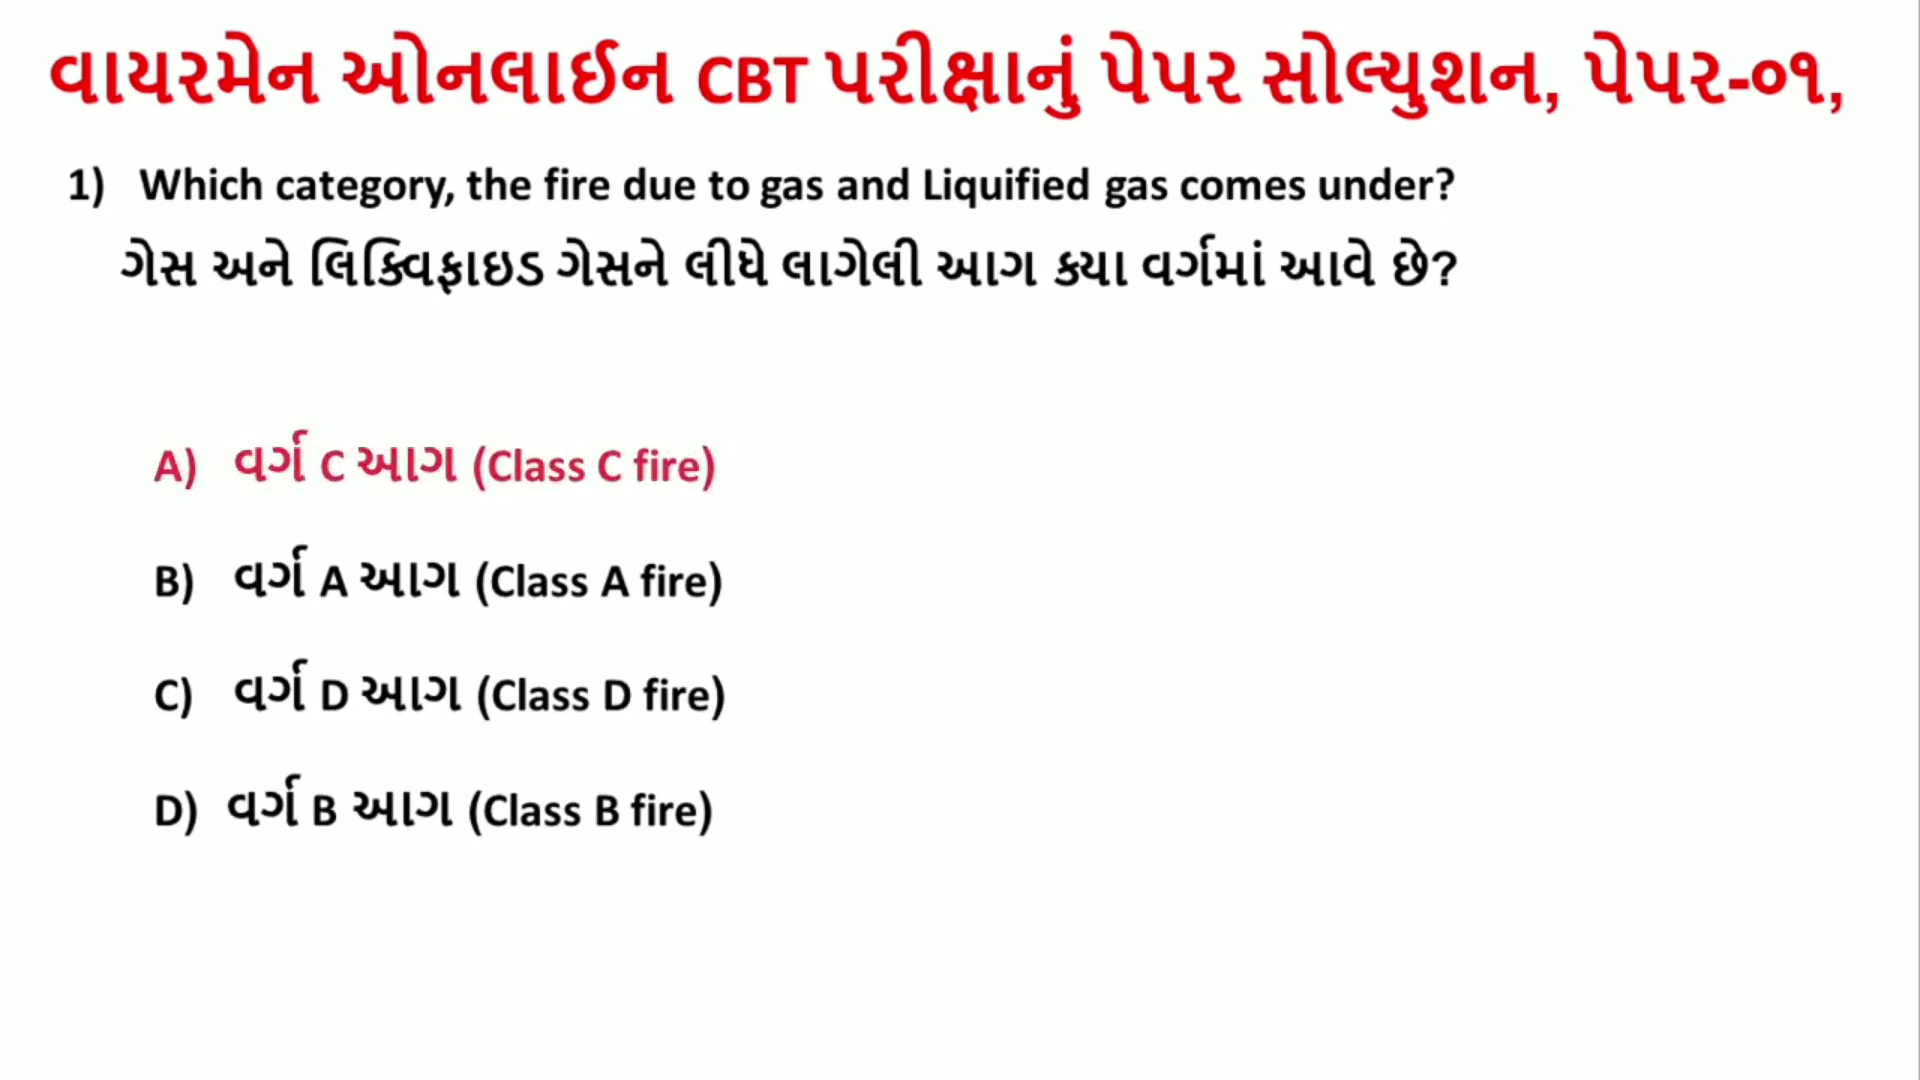 વાયરમેન ઓનલાઈન CBT પરીક્ષાનું પેપર સોલ્યુશન, પેપર-૦૧,
1) Which category, the fire due to gas and Liquified gas comes under?
ગેસ અને લિક્વિફાઇડ ગેસને લીધે લાગેલી આગ ક્યા વર્ગમાં આવે છે?
A) વર્ગ C આગ (Class C fire)
B) વર્ગ A આગ (Class A fire)
C) વર્ગ D આગ (Class D fire)
D) વર્ગ B આગ (Class B fire)